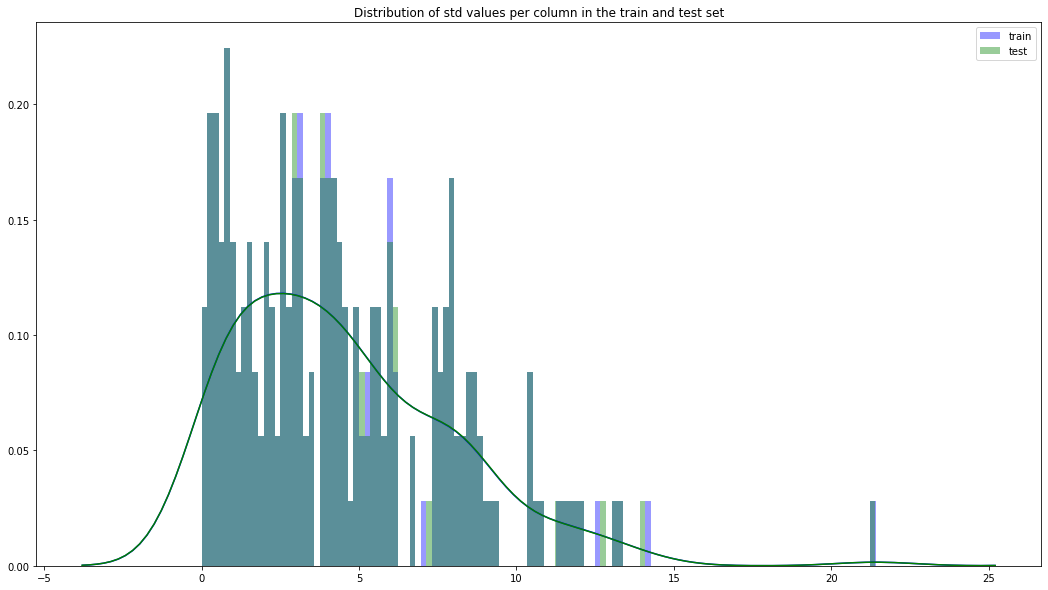 Distribution of std values per column in the train and test set
train
test
0.20
0.15
0.10
0.05
0.00
−5 0 5 10 15 20 25